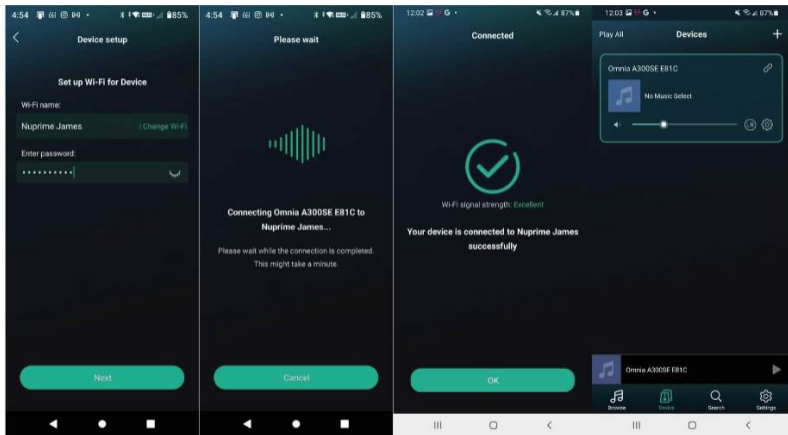 4:54
85%
Device setup
Set up Wi-Fi for Device
Wi-Fi name:
Nuprime James
| Change Wi-Fi
Enter password:
Next
4:54
85%
Please wait
Connecting Omnia A300SE E81C to
Nuprime James...
Please wait while the connection is completed.
This might take a minute.
Cancel
12:02 G
87%
Connected
Wi-Fi signal strength: Excellent
Your device is connected to Nuprime James
successfully
OK
12:03 G
87%
Play All
Devices
Omnia A300SE E81C
No Music Select
Omnia A300SE E81C
Browse
Device
Search
Settings